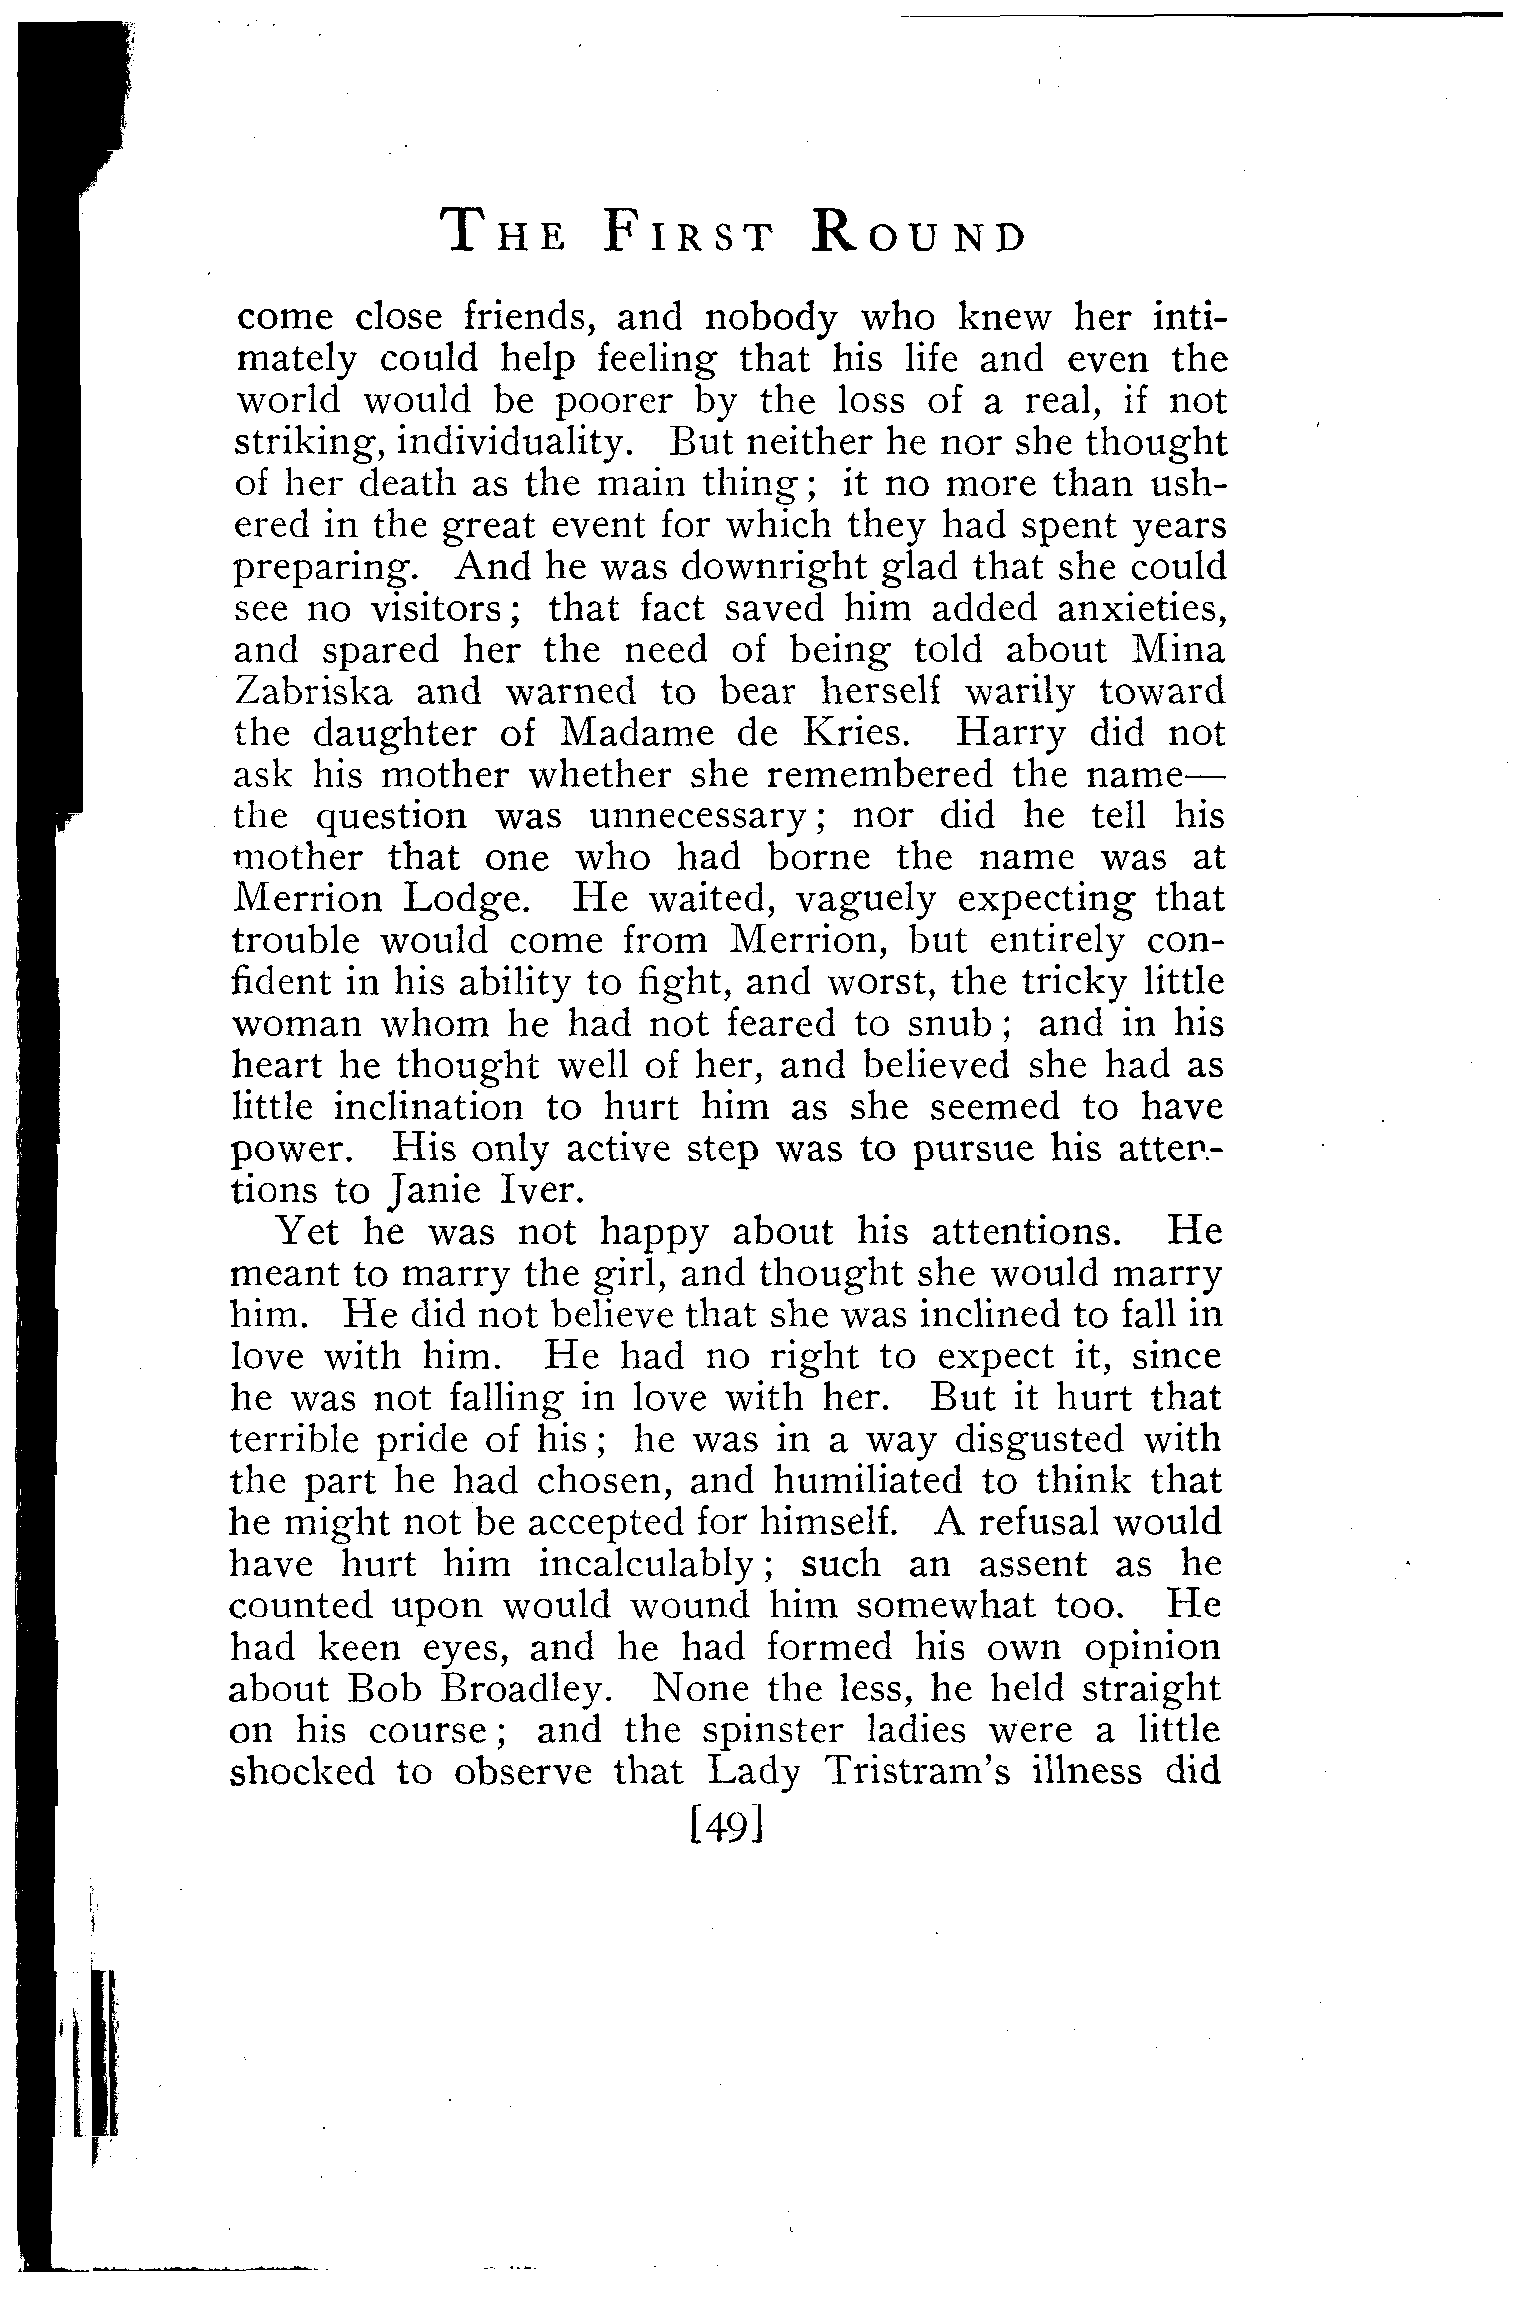 The First Round
come close friends, and nobody who knew her inti-
mately could help feeling that his life and even the
world would be poorer by the loss of a real, if not
striking, individuality. But neither he nor she thought
of her death as the main thing; it no more than ush-
ered in the great event for which they had spent years
preparing. And he was downright glad that she could
see no visitors; that fact saved him added anxieties,
and spared her the need of being told about Mina
Zabriska and warned to bear herself warily toward
the daughter of Madame de Kries. Harry did not
ask his mother whether she remembered the name—
the question was unnecessary; nor did he tell his
mother that one who had borne the name was at
Merrion Lodge. He waited, vaguely expecting that
trouble would come from Merrion, but entirely con-
fident in his ability to fight, and worst, the tricky little
woman whom he had not feared to snub; and in his
heart he thought well of her, and believed she had as
little inclination to hurt him as she seemed to have
power. His only active step was to pursue his atten-
tions to Janie Iver.
Yet he was not happy about his attentions. He
meant to marry the girl, and thought she would marry
him. He did not believe that she was inclined to fall in
love with him. He had no right to expect it, since
he was not falling in love with her. But it hurt that
terrible pride of his; he was in a way disgusted with
the part he had chosen, and humiliated to think that
he might not be accepted for himself. A refusal would
have hurt him incalculably; such an assent as he
counted upon would wound him somewhat too. He
had keen eyes, and he had formed his own opinion
about Bob Broadley. None the less, he held straight
on his course; and the spinster ladies were a little
shocked to observe that Lady Tristram's illness did
[49]